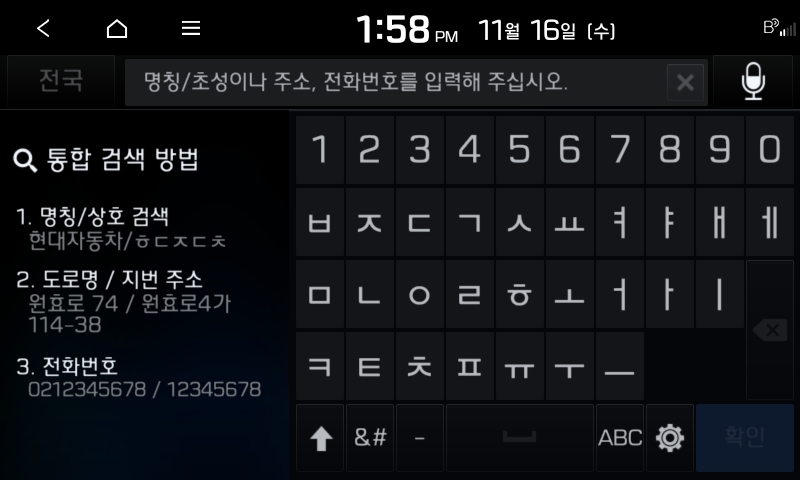 1:58 PM 11월 16일 (수)
B
전국
명칭/초성이나 주소, 전화번호를 입력해 주십시오.
통합 검색 방법
1. 명칭/상호 검색
현대자동차/ㅎㄷㅈㄷㅊ
2. 도로명 / 지번 주소
원효로 74 / 원효로4가
114-38
3. 전화번호
0212345678 / 12345678
1 2 3 4 5 6 7 8 9 0
ㅂ ㅈ ㄷ ㄱ ㅅ ㅛ ㅕ ㅑ ㅐ ㅔ
ㅁ ㄴ ㅇ ㄹ ㅎ ㅗ ㅓ ㅏ ㅣ
ㅋ ㅌ ㅊ ㅍ ㅠ ㅜ ㅡ
&# - ABC 확인